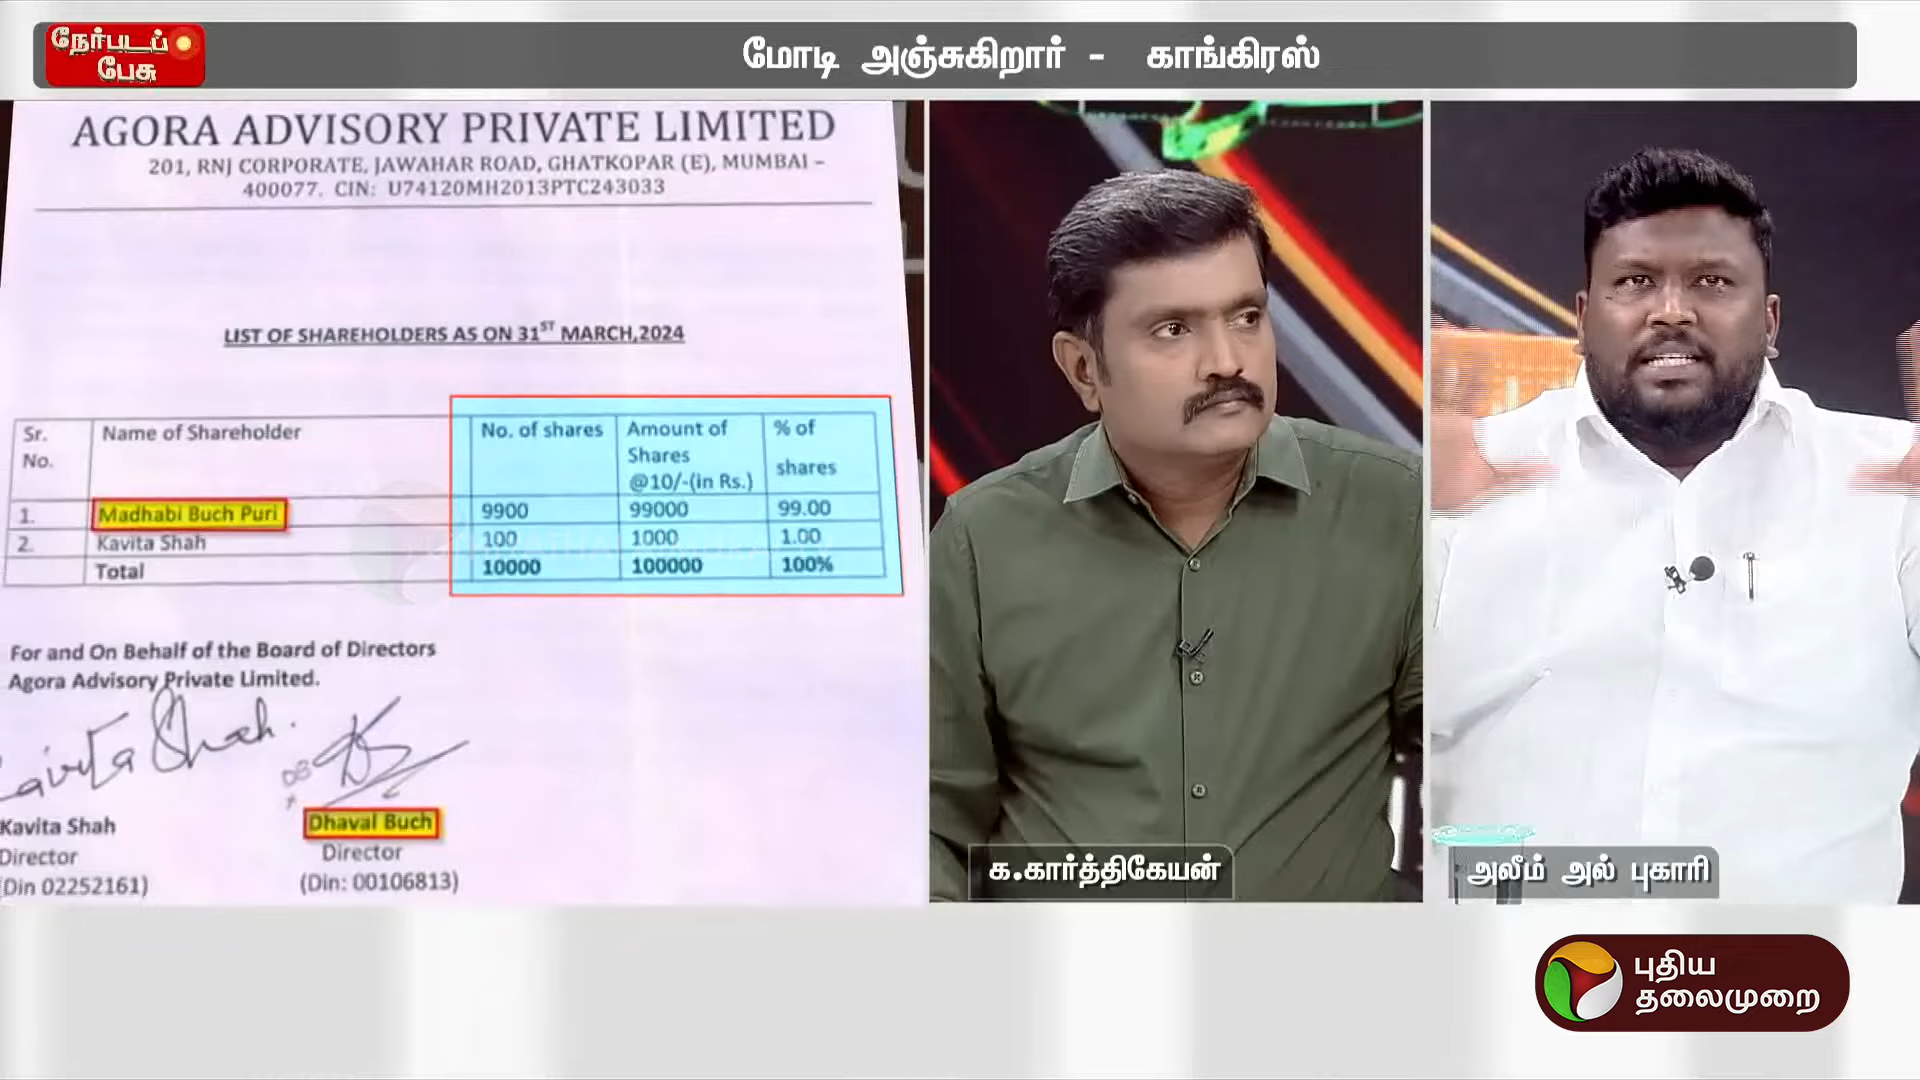 நேர்படப்
பேசு
மோடி அஞ்சுகிறார் - காங்கிரஸ்
AGORA ADVISORY PRIVATE LIMITED
201, RNJ CORPORATE, JAWAHAR ROAD, GHATKOPAR (E), MUMBAI –
400077. CIN: U74120MH2013PTC243033
LIST OF SHAREHOLDERS AS ON 31ST MARCH,2024
Sr. No. Name of Shareholder No. of shares Amount of Shares @10/-(in Rs.) % of shares
1. Madhabi Buch Puri 9900 99000 99.00
2. Kavita Shah 100 1000 1.00
Total 10000 100000 100%
For and On Behalf of the Board of Directors
Agora Advisory Private Limited.
Kavita Shah
Kavita Shah Dhaval Buch
Director Director
(Din 02252161) (Din: 00106813)
க.கார்த்திகேயன்
அலீம் அல் புகாரி
புதிய
தலைமுறை